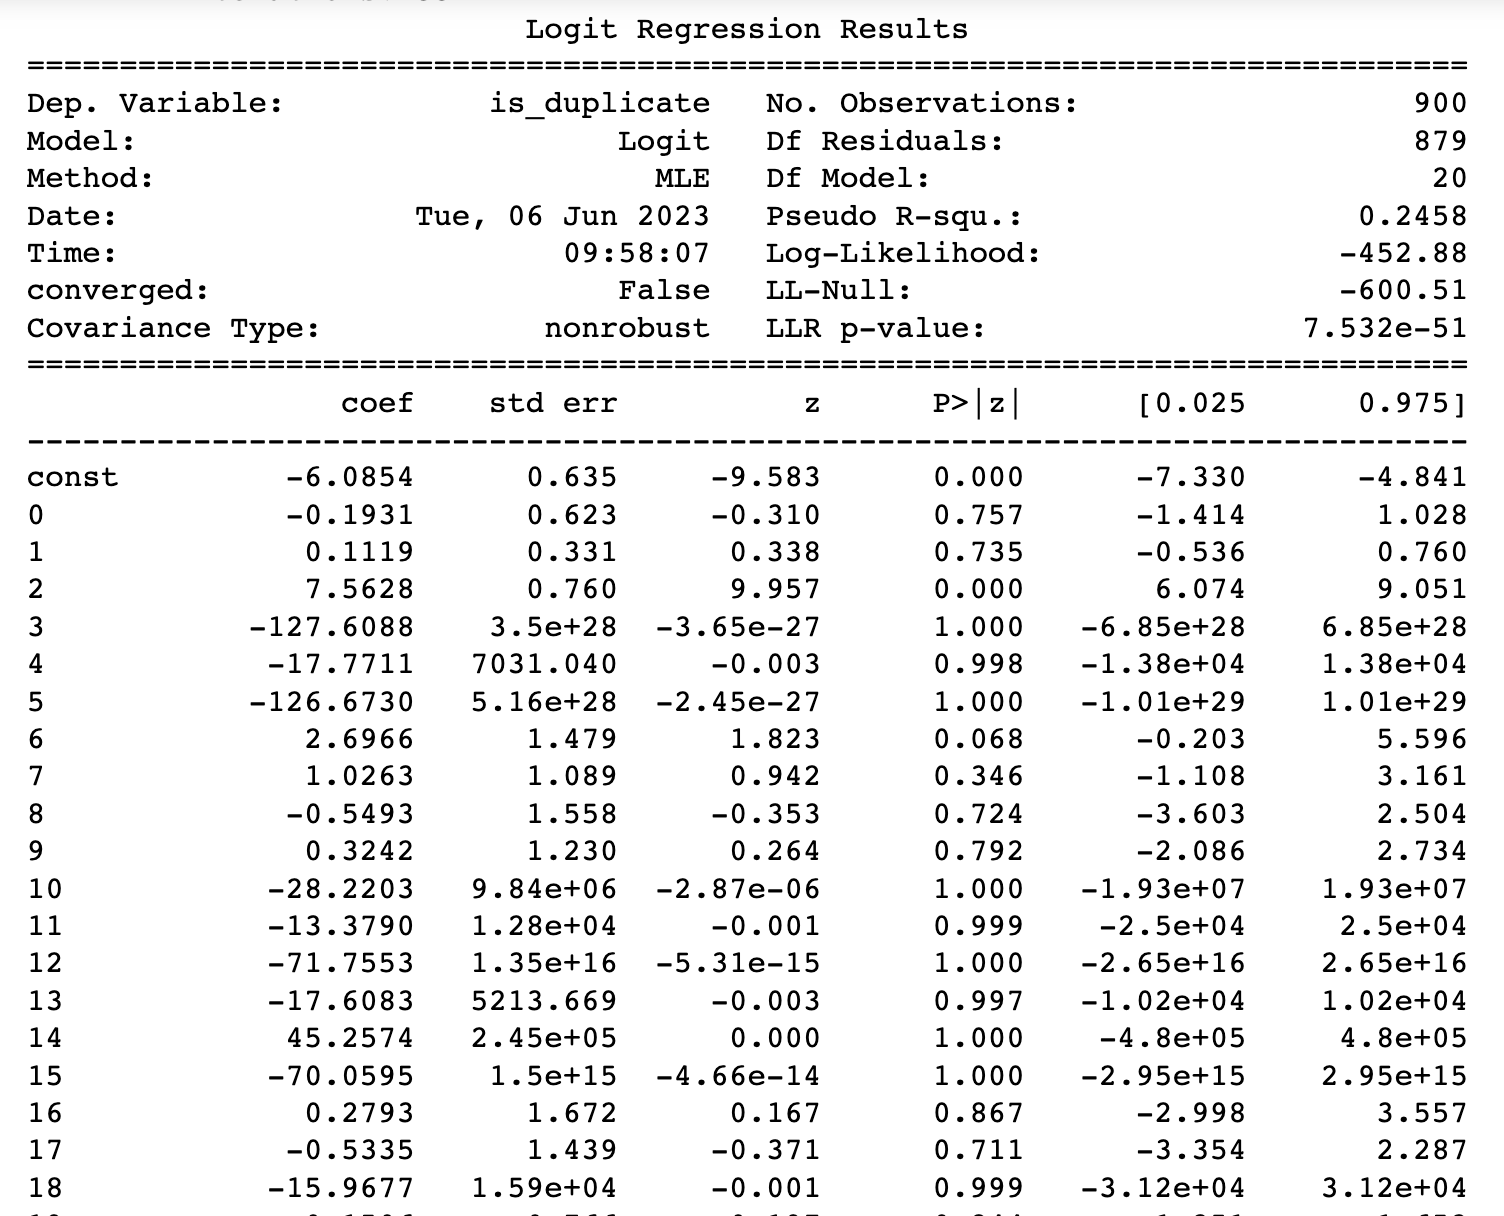 Logit Regression Results
==============================================================================
Dep. Variable: is_duplicate No. Observations: 900
Model: Logit Df Residuals: 879
Method: MLE Df Model: 20
Date: Tue, 06 Jun 2023 Pseudo R-squ.: 0.2458
Time: 09:58:07 Log-Likelihood: -452.88
converged: False LL-Null: -600.51
Covariance Type: nonrobust LLR p-value: 7.532e-51
==============================================================================
coef std err z P>|z| [0.025 0.975]
------------------------------------------------------------------------------
const -6.0854 0.635 -9.583 0.000 -7.330 -4.841
0 -0.1931 0.623 -0.310 0.757 -1.414 1.028
1 0.1119 0.331 0.338 0.735 -0.536 0.760
2 7.5628 0.760 9.957 0.000 6.074 9.051
3 -127.6088 3.5e+28 -3.65e-27 1.000 -6.85e+28 6.85e+28
4 -17.7711 7031.040 -0.003 0.998 -1.38e+04 1.38e+04
5 -126.6730 5.16e+28 -2.45e-27 1.000 -1.01e+29 1.01e+29
6 2.6966 1.479 1.823 0.068 -0.203 5.596
7 1.0263 1.089 0.942 0.346 -1.108 3.161
8 -0.5493 1.558 -0.353 0.724 -3.603 2.504
9 0.3242 1.230 0.264 0.792 -2.086 2.734
10 -28.2203 9.84e+06 -2.87e-06 1.000 -1.93e+07 1.93e+07
11 -13.3790 1.28e+04 -0.001 0.999 -2.5e+04 2.5e+04
12 -71.7553 1.35e+16 -5.31e-15 1.000 -2.65e+16 2.65e+16
13 -17.6083 5213.669 -0.003 0.997 -1.02e+04 1.02e+04
14 45.2574 2.45e+05 0.000 1.000 -4.8e+05 4.8e+05
15 -70.0595 1.5e+15 -4.66e-14 1.000 -2.95e+15 2.95e+15
16 0.2793 1.672 0.167 0.867 -2.998 3.557
17 -0.5335 1.439 -0.371 0.711 -3.354 2.287
18 -15.9677 1.59e+04 -0.001 0.999 -3.12e+04 3.12e+04